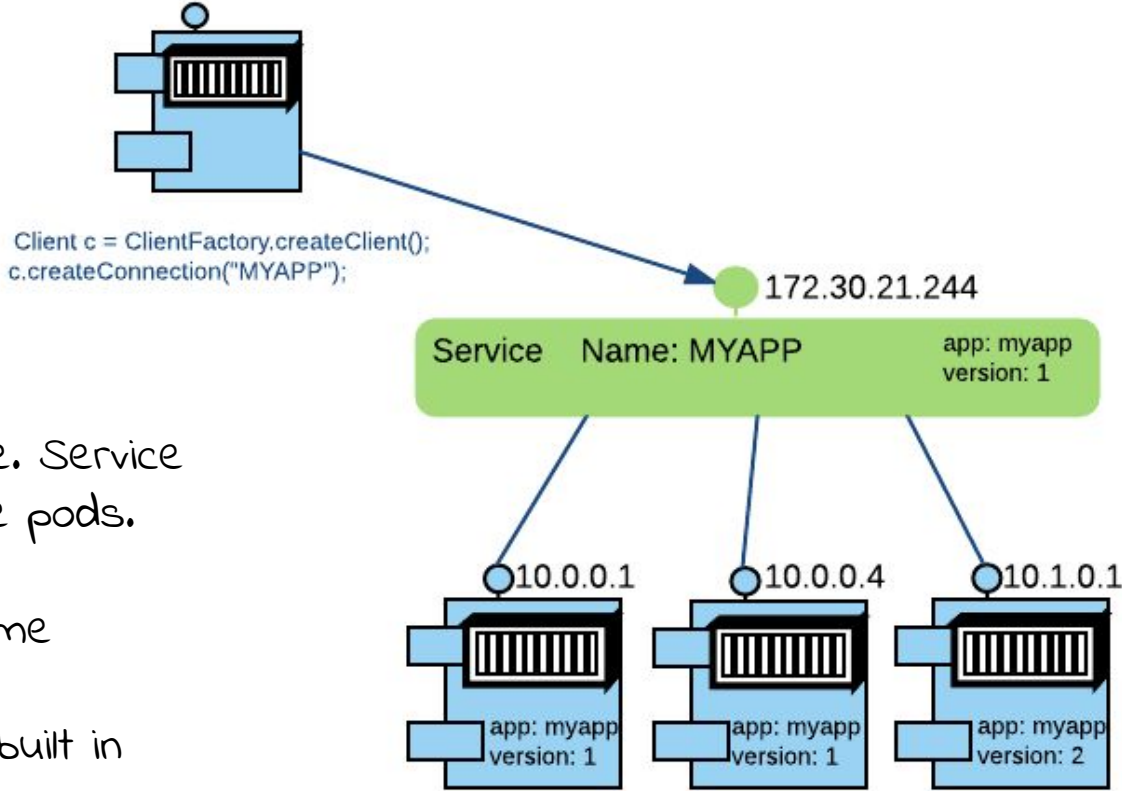 Client c = ClientFactory.createClient();
c.createConnection("MYAPP");
172.30.21.244
Service Name: MYAPP
app: myapp
version: 1
e. Service
e pods.
me
built in
10.0.0.1
10.0.0.4
10.1.0.1
app: myapp
version: 1
app: myapp
version: 1
app: myapp
version: 2